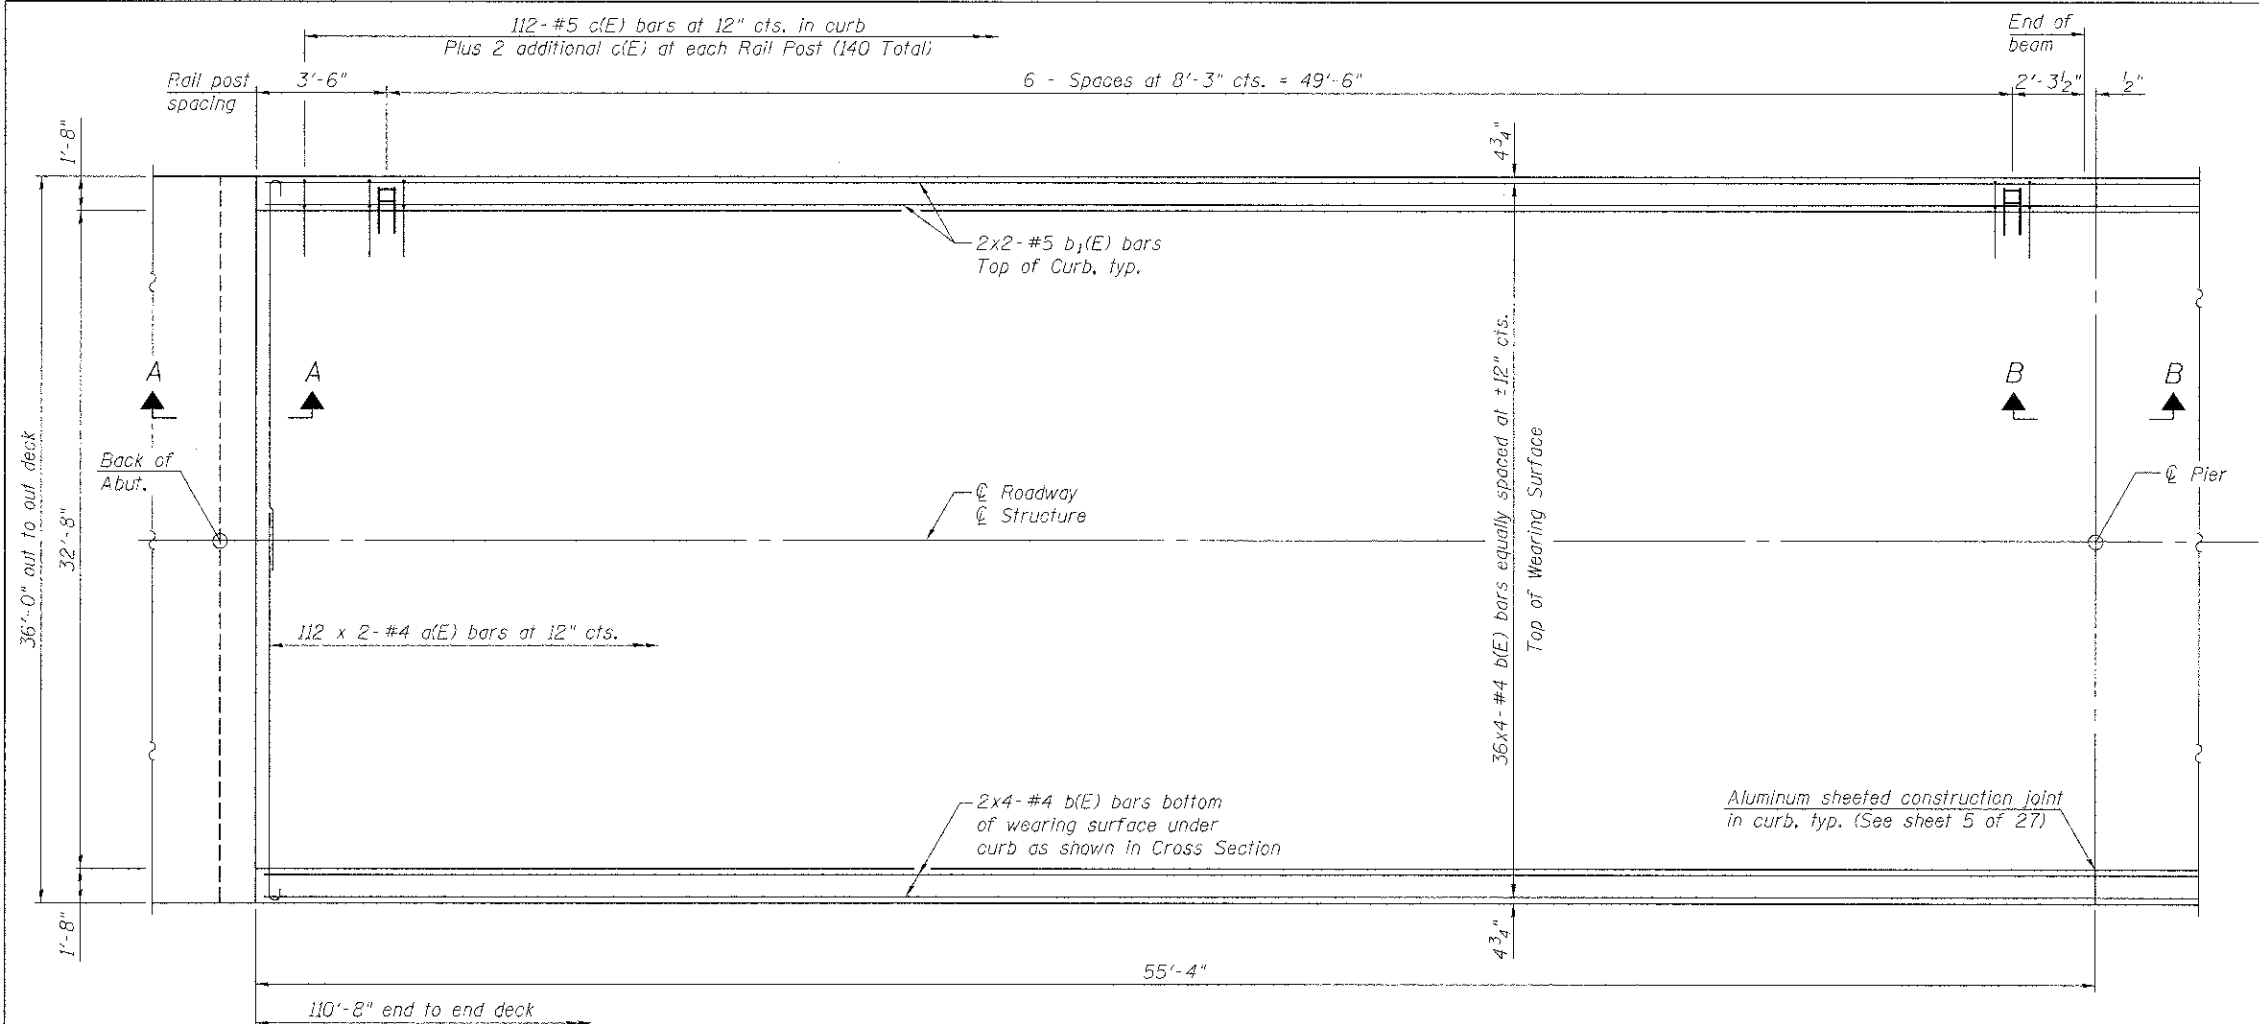 112-#5 c(E) bars at 12" cts. in curb
Plus 2 additional c(E) at each Rail Post (140 Total)
End of
beam
Rail post
spacing
3'-6"
6 - Spaces at 8'-3" cts. = 49'-6"
2'-3½"
½"
1'-8"
4¾"
2x2-#5 b₁(E) bars
Top of Curb, typ.
A
A
B
B
36'-0" out to out deck
32'-8"
Back of
Abut.
℄ Roadway
℄ Structure
36x4-#4 b(E) bars equally spaced at ±12" cts.
Top of Wearing Surface
℄ Pier
112 x 2-#4 a(E) bars at 12" cts.
2x4-#4 b(E) bars bottom
of wearing surface under
curb as shown in Cross Section
Aluminum sheeted construction joint
in curb, typ. (See sheet 5 of 27)
1'-8"
4¾"
55'-4"
110'-8" end to end deck